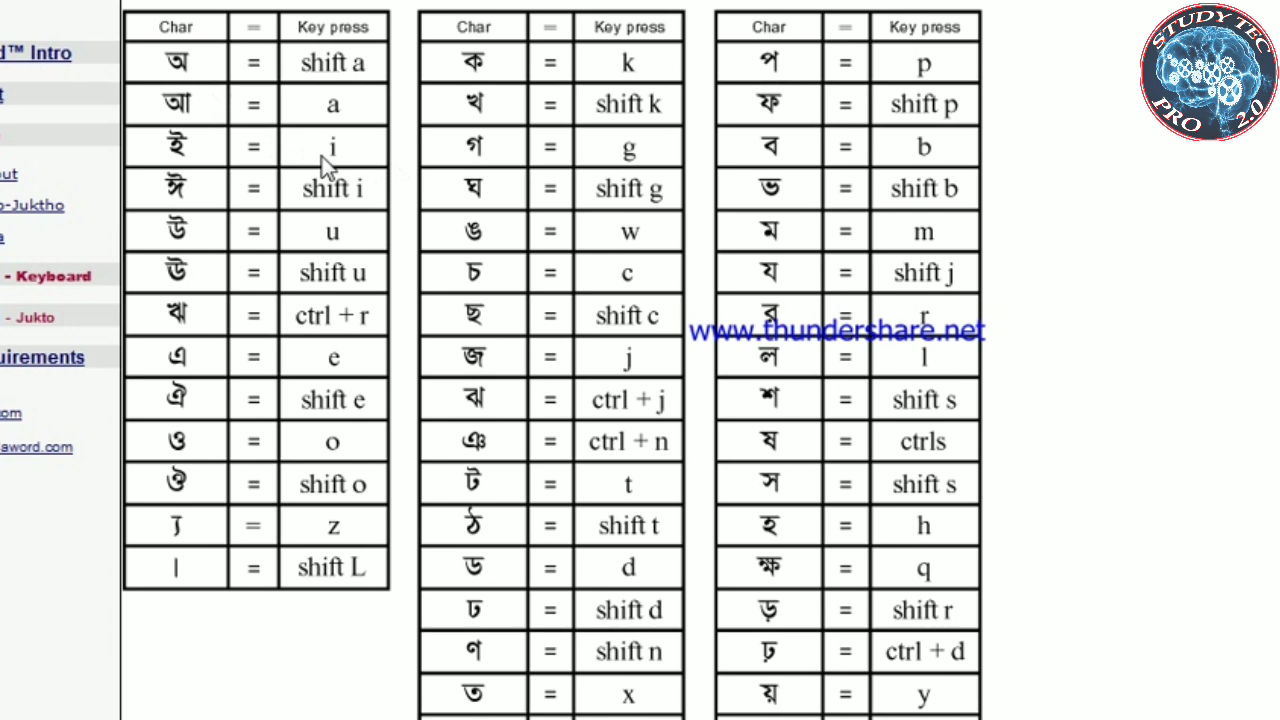 Char = Key press Char = Key press Char = Key press
d™ Intro
অ = shift a ক = k প = p
t
আ = a খ = shift k ফ = shift p
ই = i গ = g ব = b
out
ঈ = shift i ঘ = shift g ভ = shift b
o-Juktho
উ = u ঙ = w ম = m
a
ঊ = shift u চ = c য = shift j
- Keyboard
ঋ = ctrl + r ছ = shift c র = r
- Jukto
www.thundershare.net
এ = e জ = j ল = l
uirements
ঐ = shift e ঝ = ctrl + j শ = shift s
om
ও = o ঞ = ctrl + n ষ = ctrls
laword.com
ঔ = shift o ট = t স = shift s
্য = z ঠ = shift t হ = h
। = shift L ড = d ক্ষ = q
ঢ = shift d ড় = shift r
ণ = shift n ঢ় = ctrl + d
ত = x য় = y
STUDY TEC
PRO 2.0